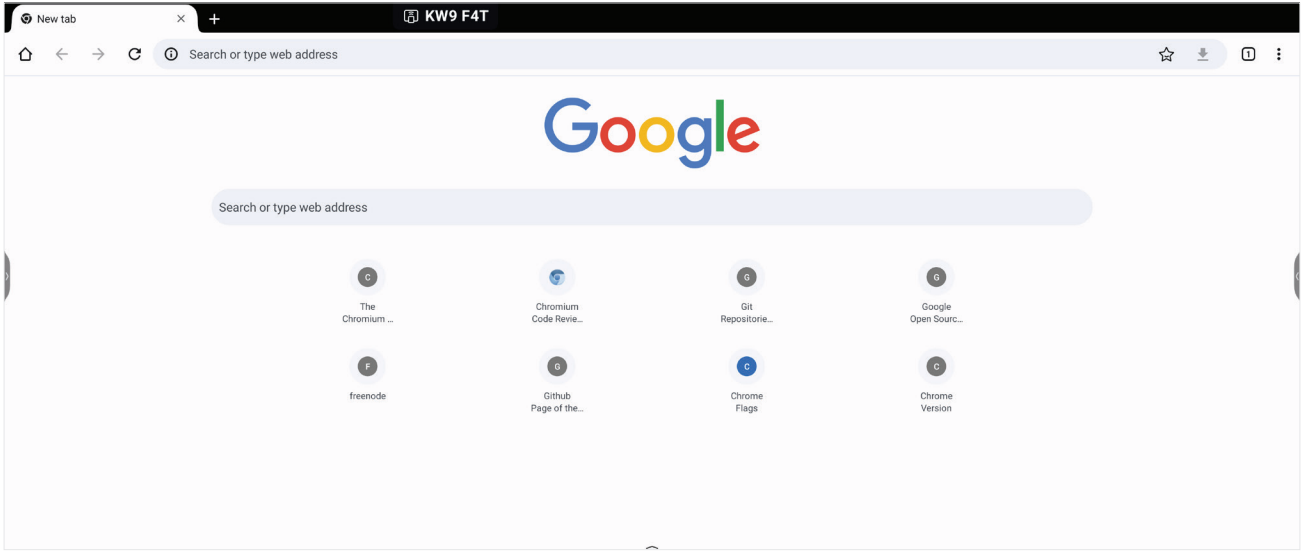 New tab
KW9 F4T
1
Search or type web address
Google
Search or type web address
C
G
G
The
Chromium ...
Chromium
Code Revie...
Git
Repositorie...
Google
Open Sourc...
F
G
C
C
freenode
Github
Page of the...
Chrome
Flags
Chrome
Version